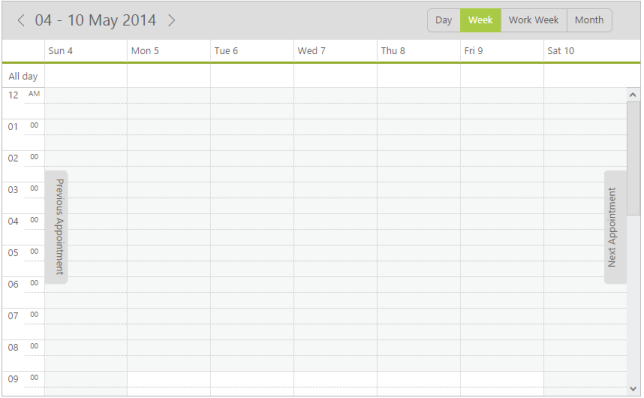 04 - 10 May 2014
Day Week Work Week Month
Sun 4 Mon 5 Tue 6 Wed 7 Thu 8 Fri 9 Sat 10
All day
12 AM
01 00
02 00
03 00
04 00
05 00
06 00
07 00
08 00
09 00
Previous Appointment
Next Appointment